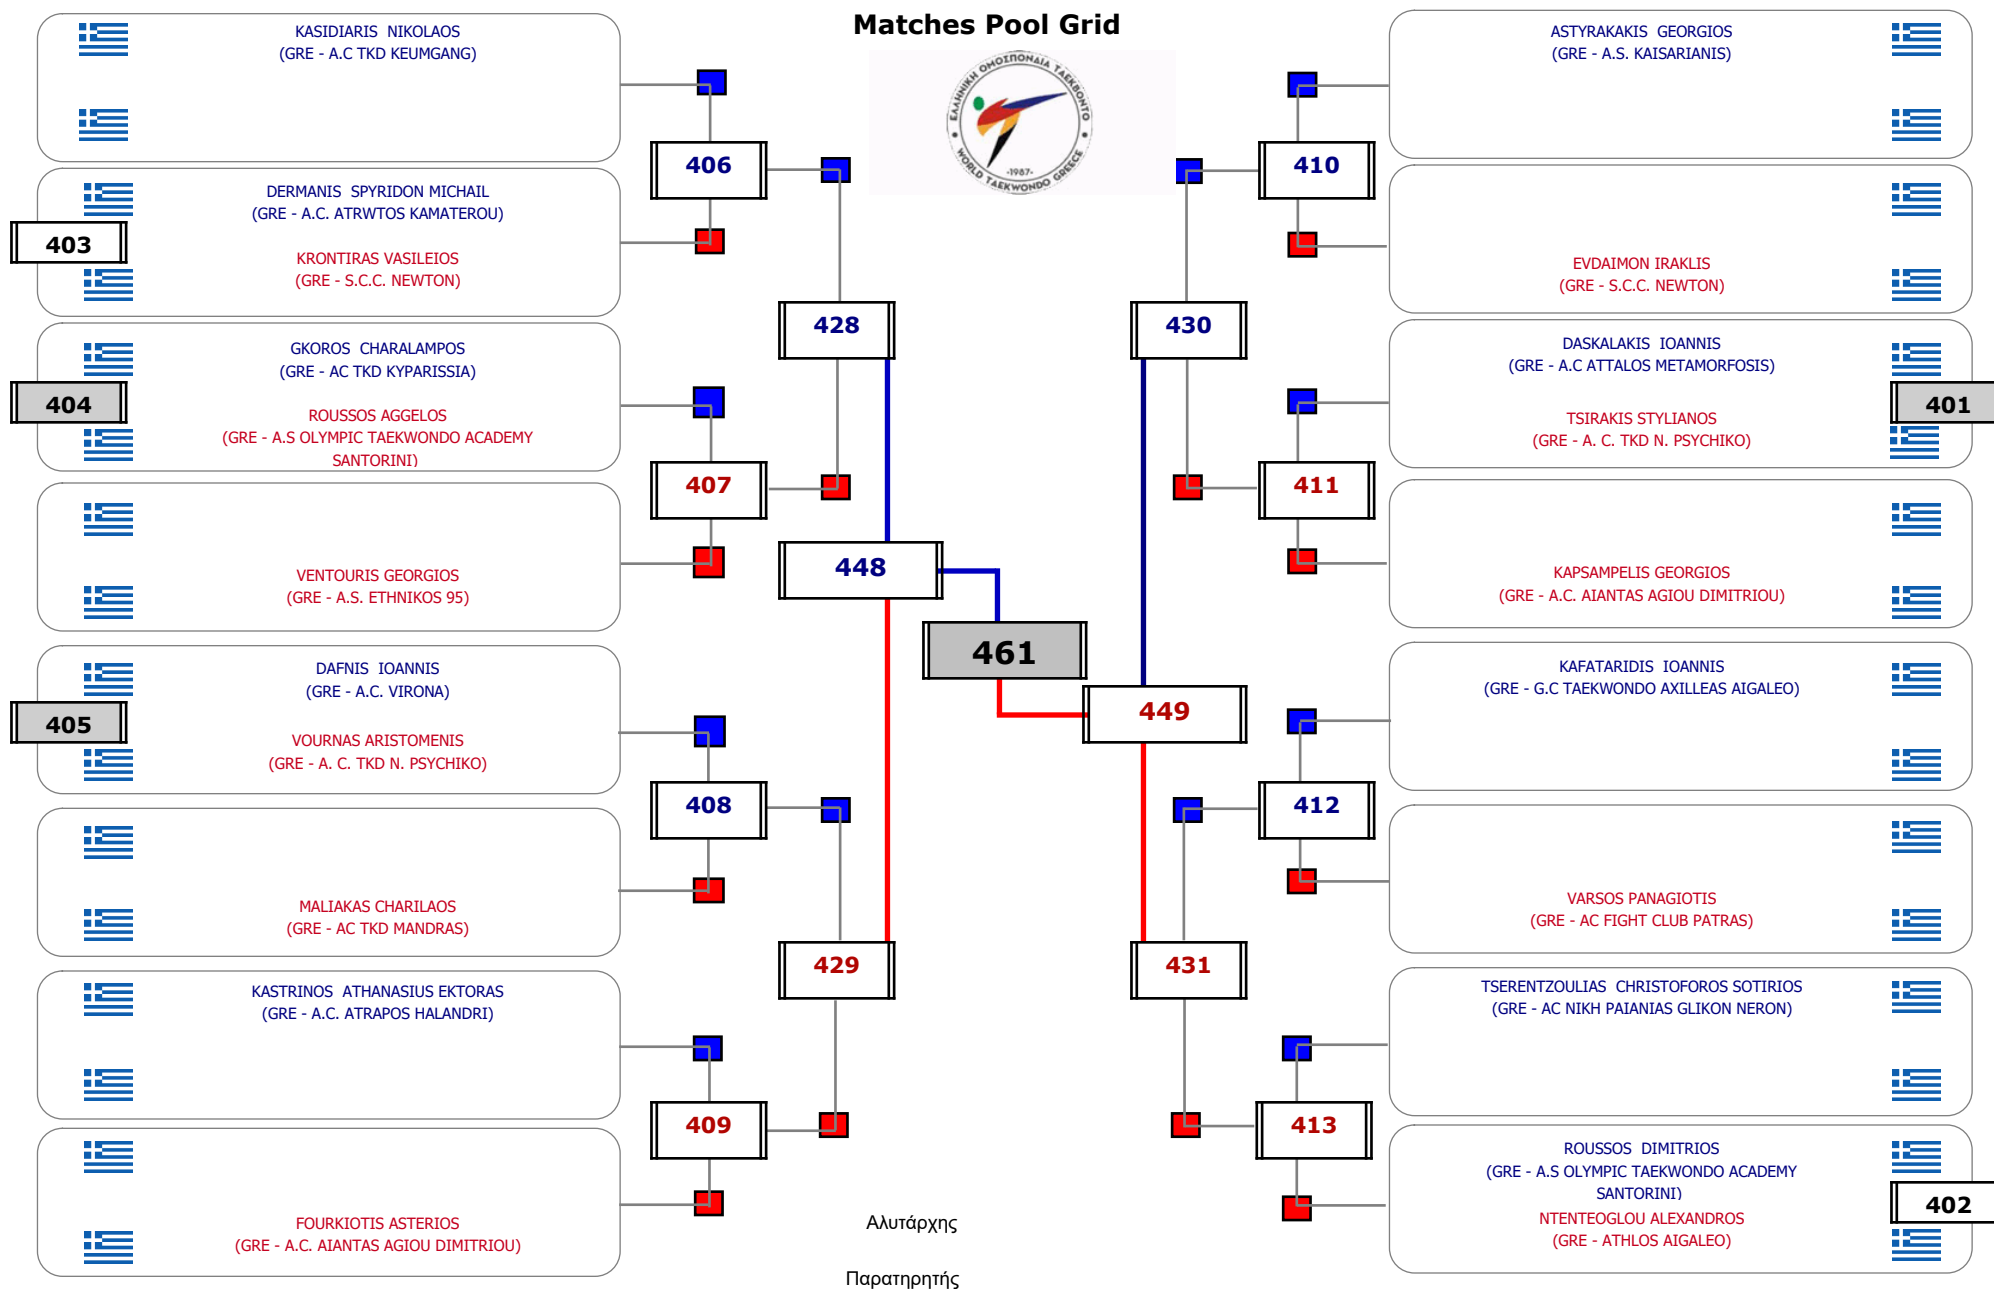 Matches Pool Grid
ΕΛΛΗΝΙΚΗ ΟΜΟΣΠΟΝΔΙΑ ΤΑΕΚΒΟΝΤΟ
-1987-
WORLD TAEKWONDO GREECE
KASIDIARIS NIKOLAOS
(GRE - A.C TKD KEUMGANG)
406
403
DERMANIS SPYRIDON MICHAIL
(GRE - A.C. ATRWTOS KAMATEROU)
KRONTIRAS VASILEIOS
(GRE - S.C.C. NEWTON)
428
404
GKOROS CHARALAMPOS
(GRE - AC TKD KYPARISSIA)
ROUSSOS AGGELOS
(GRE - A.S OLYMPIC TAEKWONDO ACADEMY
SANTORINI)
407
VENTOURIS GEORGIOS
(GRE - A.S. ETHNIKOS 95)
448
461
405
DAFNIS IOANNIS
(GRE - A.C. VIRONA)
VOURNAS ARISTOMENIS
(GRE - A. C. TKD N. PSYCHIKO)
408
MALIAKAS CHARILAOS
(GRE - AC TKD MANDRAS)
429
KASTRINOS ATHANASIUS EKTORAS
(GRE - A.C. ATRAPOS HALANDRI)
409
FOURKIOTIS ASTERIOS
(GRE - A.C. AIANTAS AGIOU DIMITRIOU)
ASTYRAKAKIS GEORGIOS
(GRE - A.S. KAISARIANIS)
410
EVDAIMON IRAKLIS
(GRE - S.C.C. NEWTON)
430
DASKALAKIS IOANNIS
(GRE - A.C ATTALOS METAMORFOSIS)
401
TSIRAKIS STYLIANOS
(GRE - A. C. TKD N. PSYCHIKO)
411
KAPSAMPELIS GEORGIOS
(GRE - A.C. AIANTAS AGIOU DIMITRIOU)
449
KAFATARIDIS IOANNIS
(GRE - G.C TAEKWONDO AXILLEAS AIGALEO)
412
VARSOS PANAGIOTIS
(GRE - AC FIGHT CLUB PATRAS)
431
TSERENTZOULIAS CHRISTOFOROS SOTIRIOS
(GRE - AC NIKH PAIANIAS GLIKON NERON)
413
ROUSSOS DIMITRIOS
(GRE - A.S OLYMPIC TAEKWONDO ACADEMY
SANTORINI)
402
NTENTEOGLOU ALEXANDROS
(GRE - ATHLOS AIGALEO)
Αλυτάρχης
Παρατηρητής